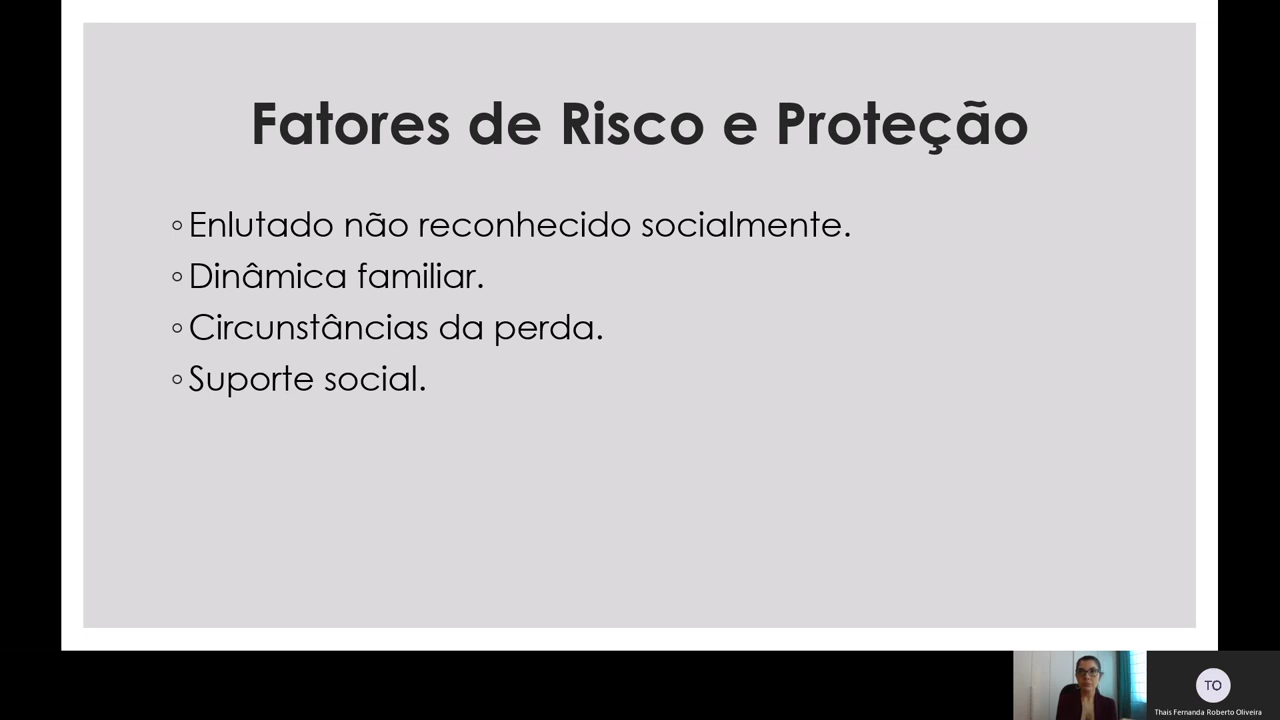 Fatores de Risco e Proteção
◦Enlutado não reconhecido socialmente.
◦Dinâmica familiar.
◦Circunstâncias da perda.
◦Suporte social.
TO
Thais Fernanda Roberto Oliveira